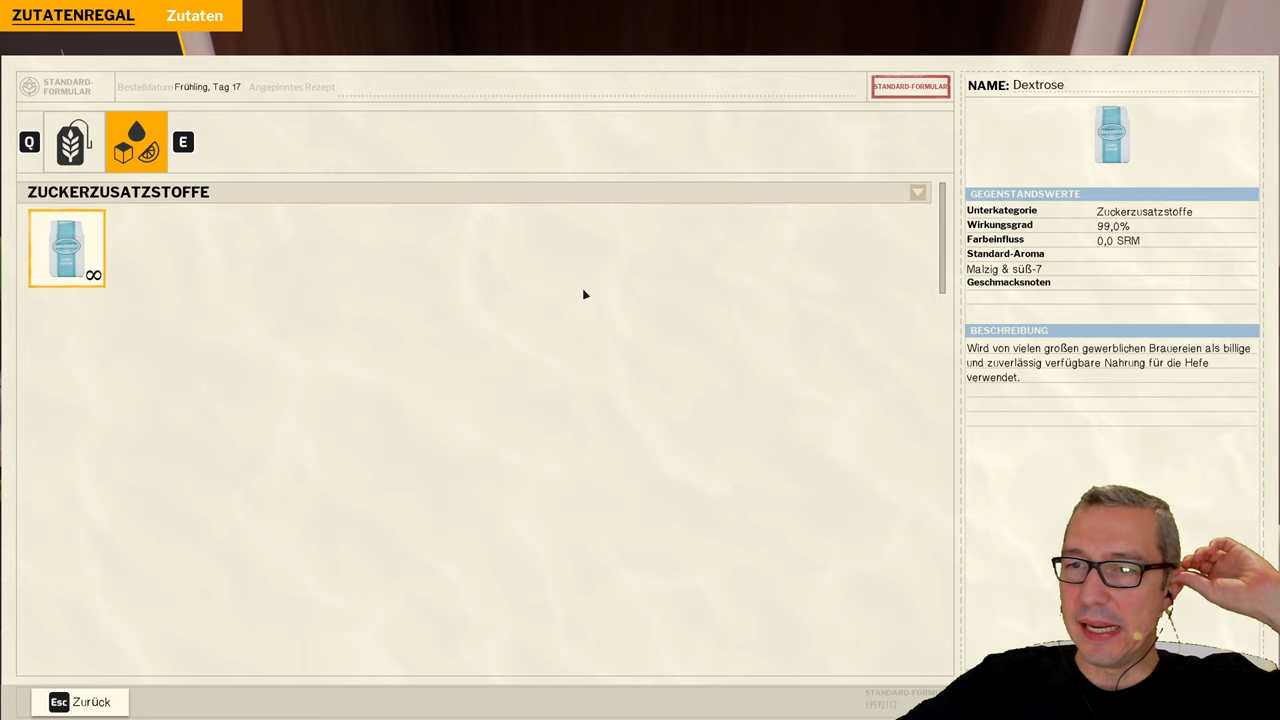 ZUTATENREGAL Zutaten
STANDARD-
FORMULAR
Bestelldatum Frühling, Tag 17 Angepinntes Rezept
STANDARD-FORMULAR
NAME: Dextrose
Q
E
ZUCKERZUSATZSTOFFE
∞
GEGENSTANDSWERTE
Unterkategorie Zuckerzusatzstoffe
Wirkungsgrad 99,0%
Farbeinfluss 0,0 SRM
Standard-Aroma
Malzig & süß-7
Geschmacksnoten
BESCHREIBUNG
Wird von vielen großen gewerblichen Brauereien als billige
und zuverlässig verfügbare Nahrung für die Hefe
verwendet.
Esc Zurück